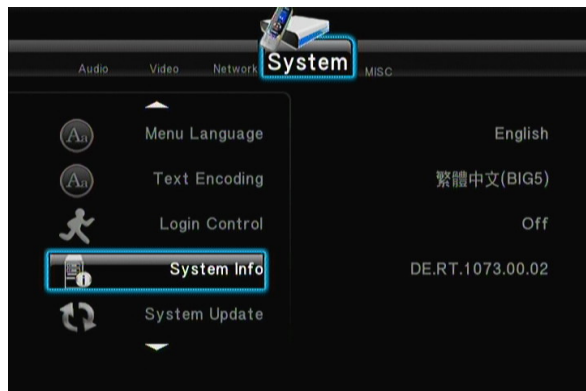 Audio Video Network System MISC
Menu Language English
Text Encoding 繁體中文(BIG5)
Login Control Off
System Info DE.RT.1073.00.02
System Update